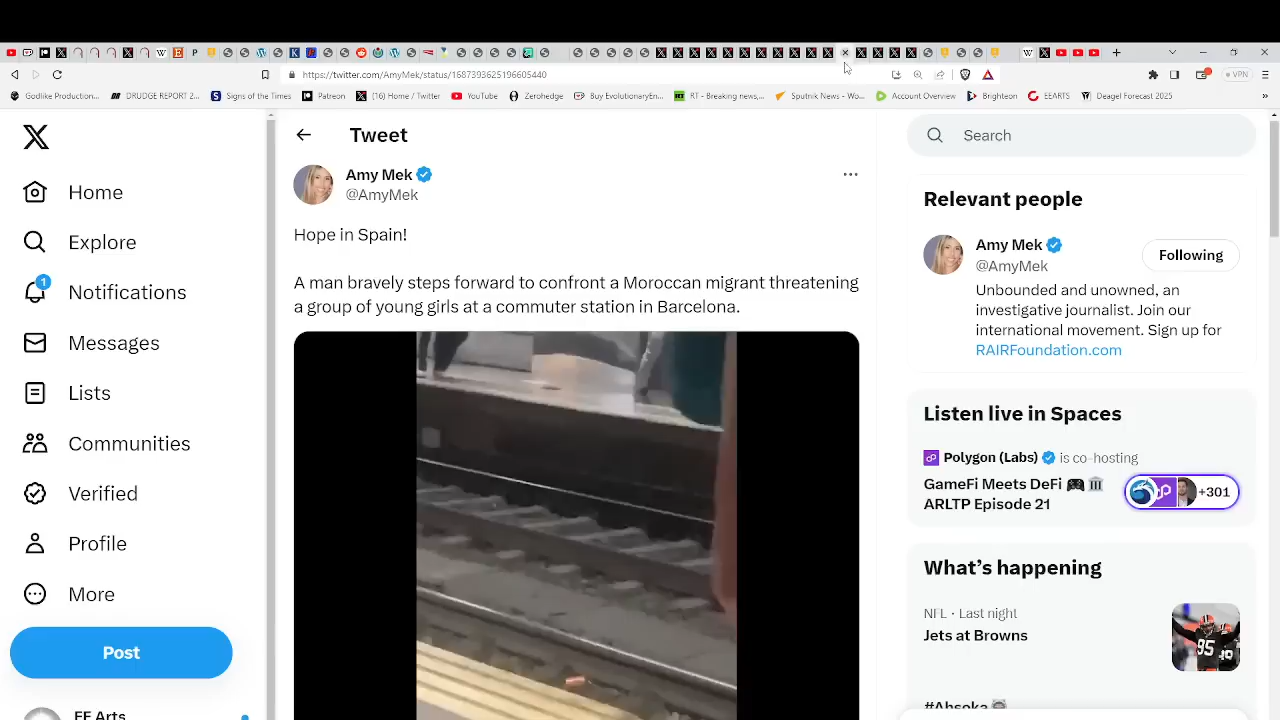 https://twitter.com/AmyMek/status/1687393625196605440
VPN
Godlike Production...
DRUDGE REPORT 2...
Signs of the Times
Patreon
(16) Home / Twitter
YouTube
Zerohedge
Buy EvolutionaryEn...
RT - Breaking news,...
Sputnik News - Wo...
Account Overview
Brighteon
EEARTS
Deagel Forecast 2025
»
Home
Explore
1
Notifications
Messages
Lists
Communities
Verified
Profile
More
Post
EE Arts
Tweet
Amy Mek
@AmyMek
Hope in Spain!
A man bravely steps forward to confront a Moroccan migrant threatening
a group of young girls at a commuter station in Barcelona.
Search
Relevant people
Amy Mek
@AmyMek
Following
Unbounded and unowned, an
investigative journalist. Join our
international movement. Sign up for
RAIRFoundation.com
Listen live in Spaces
Polygon (Labs) is co-hosting
GameFi Meets DeFi 🎮 🏛
ARLTP Episode 21
+301
What's happening
NFL · Last night
Jets at Browns
#Ahsoka